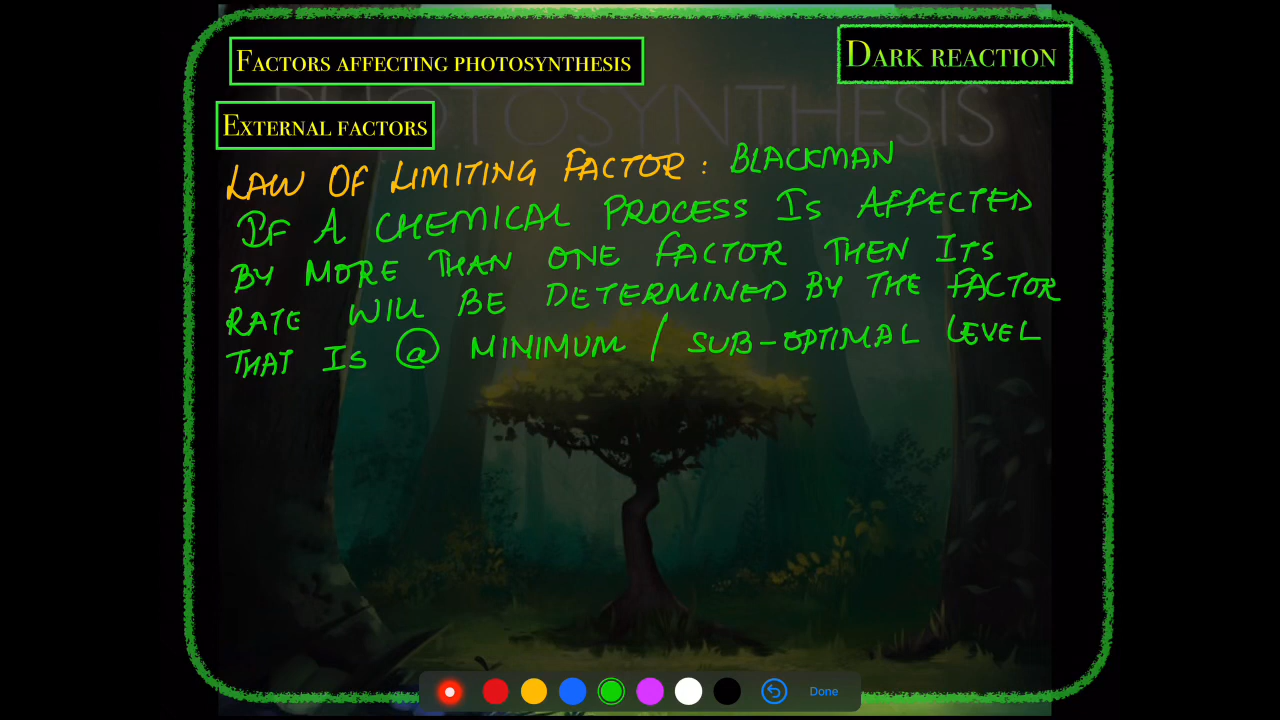 FACTORS AFFECTING PHOTOSYNTHESIS
DARK REACTION
PHOTOSYNTHESIS
EXTERNAL FACTORS
LAW OF LIMITING FACTOR : BLACKMAN
IF A CHEMICAL PROCESS IS AFFECTED
BY MORE THAN ONE FACTOR THEN ITS
RATE WILL BE DETERMINED BY THE FACTOR
THAT IS @ MINIMUM / SUB-OPTIMAL LEVEL
Done